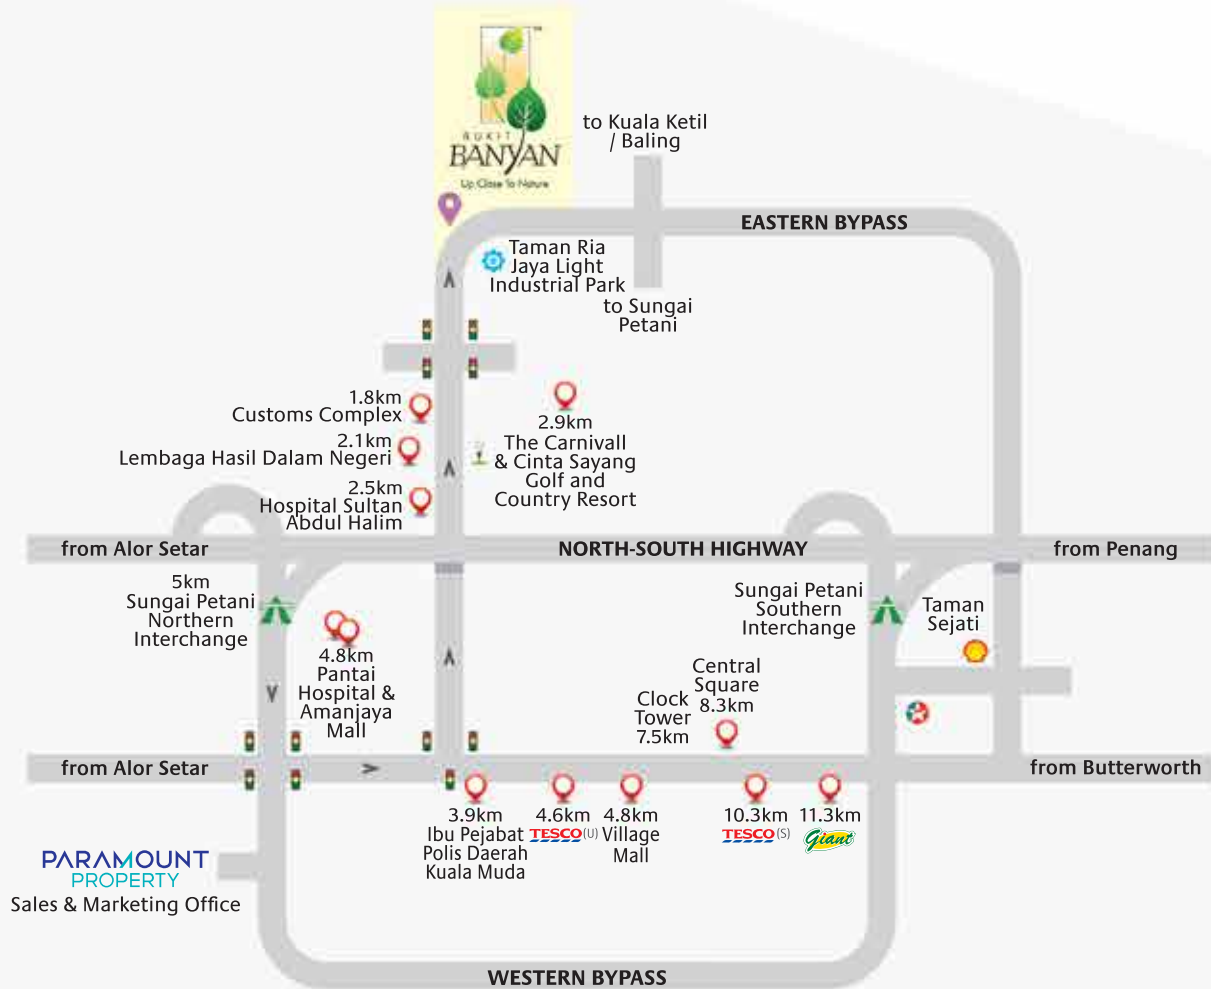 BUKIT
BANYAN
TM
Up Close To Nature
to Kuala Ketil
/ Baling
EASTERN BYPASS
Taman Ria
Jaya Light
Industrial Park
to Sungai
Petani
1.8km
Customs Complex
2.1km
Lembaga Hasil Dalam Negeri
2.5km
Hospital Sultan
Abdul Halim
2.9km
The Carnivall
& Cinta Sayang
Golf and
Country Resort
from Alor Setar
NORTH-SOUTH HIGHWAY
from Penang
5km
Sungai Petani
Northern
Interchange
4.8km
Pantai
Hospital &
Amanjaya
Mall
Sungai Petani
Southern
Interchange
Taman
Sejati
Central
Square
8.3km
Clock
Tower
7.5km
from Alor Setar
from Butterworth
3.9km
Ibu Pejabat
Polis Daerah
Kuala Muda
4.6km
TESCO (U)
4.8km
Village
Mall
10.3km
TESCO (S)
11.3km
Giant
PARAMOUNT
PROPERTY
Sales & Marketing Office
WESTERN BYPASS